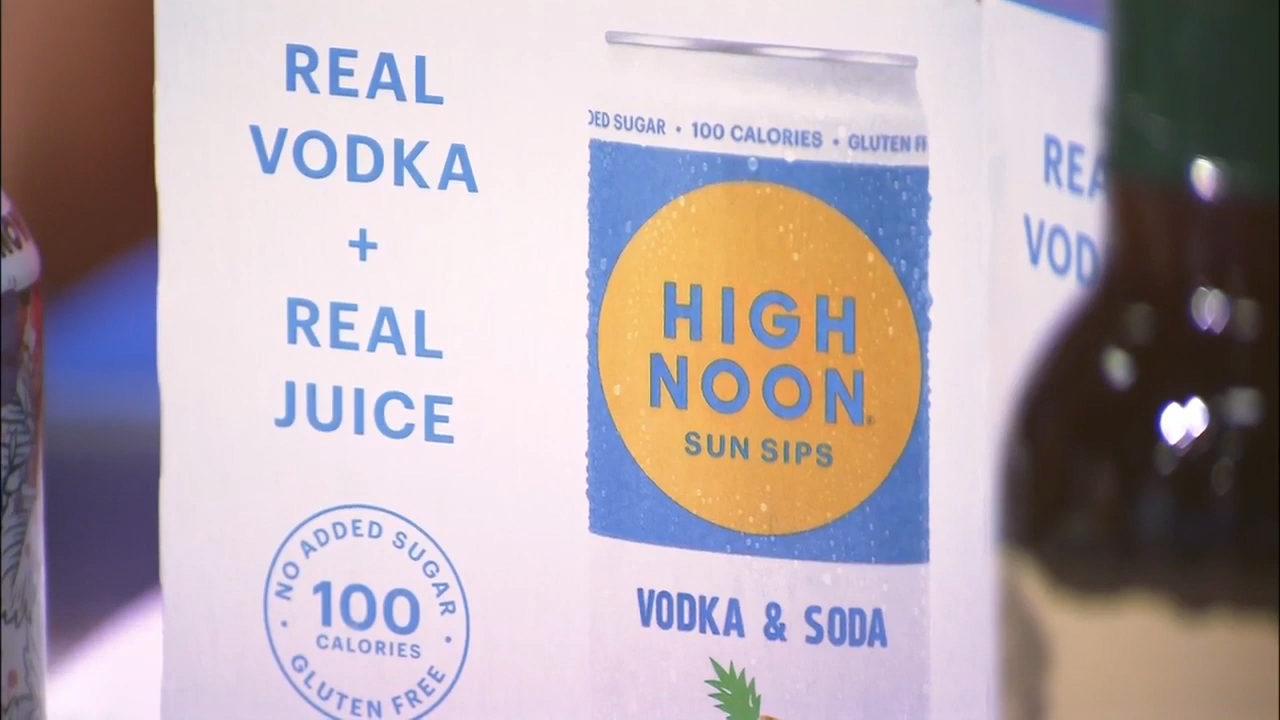 REAL
VODKA
+
REAL
JUICE
NO ADDED SUGAR
100
CALORIES
GLUTEN FREE
DED SUGAR • 100 CALORIES • GLUTEN FR
HIGH
NOON®
SUN SIPS
VODKA & SODA
REA
VOD